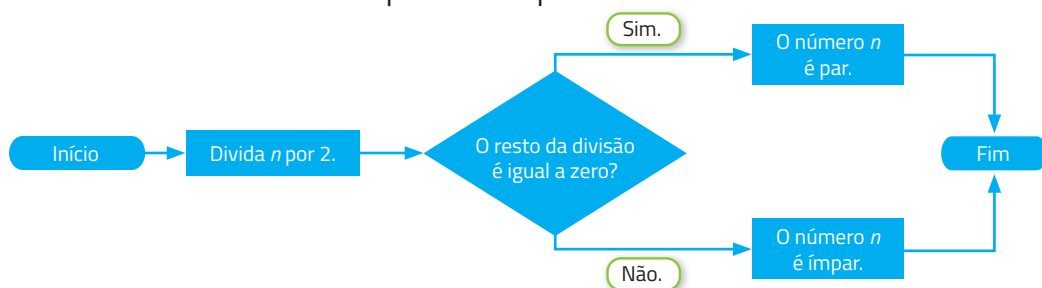 Sim.
O número n
é par.
Início
Divida n por 2.
O resto da divisão
é igual a zero?
Fim
O número n
é ímpar.
Não.